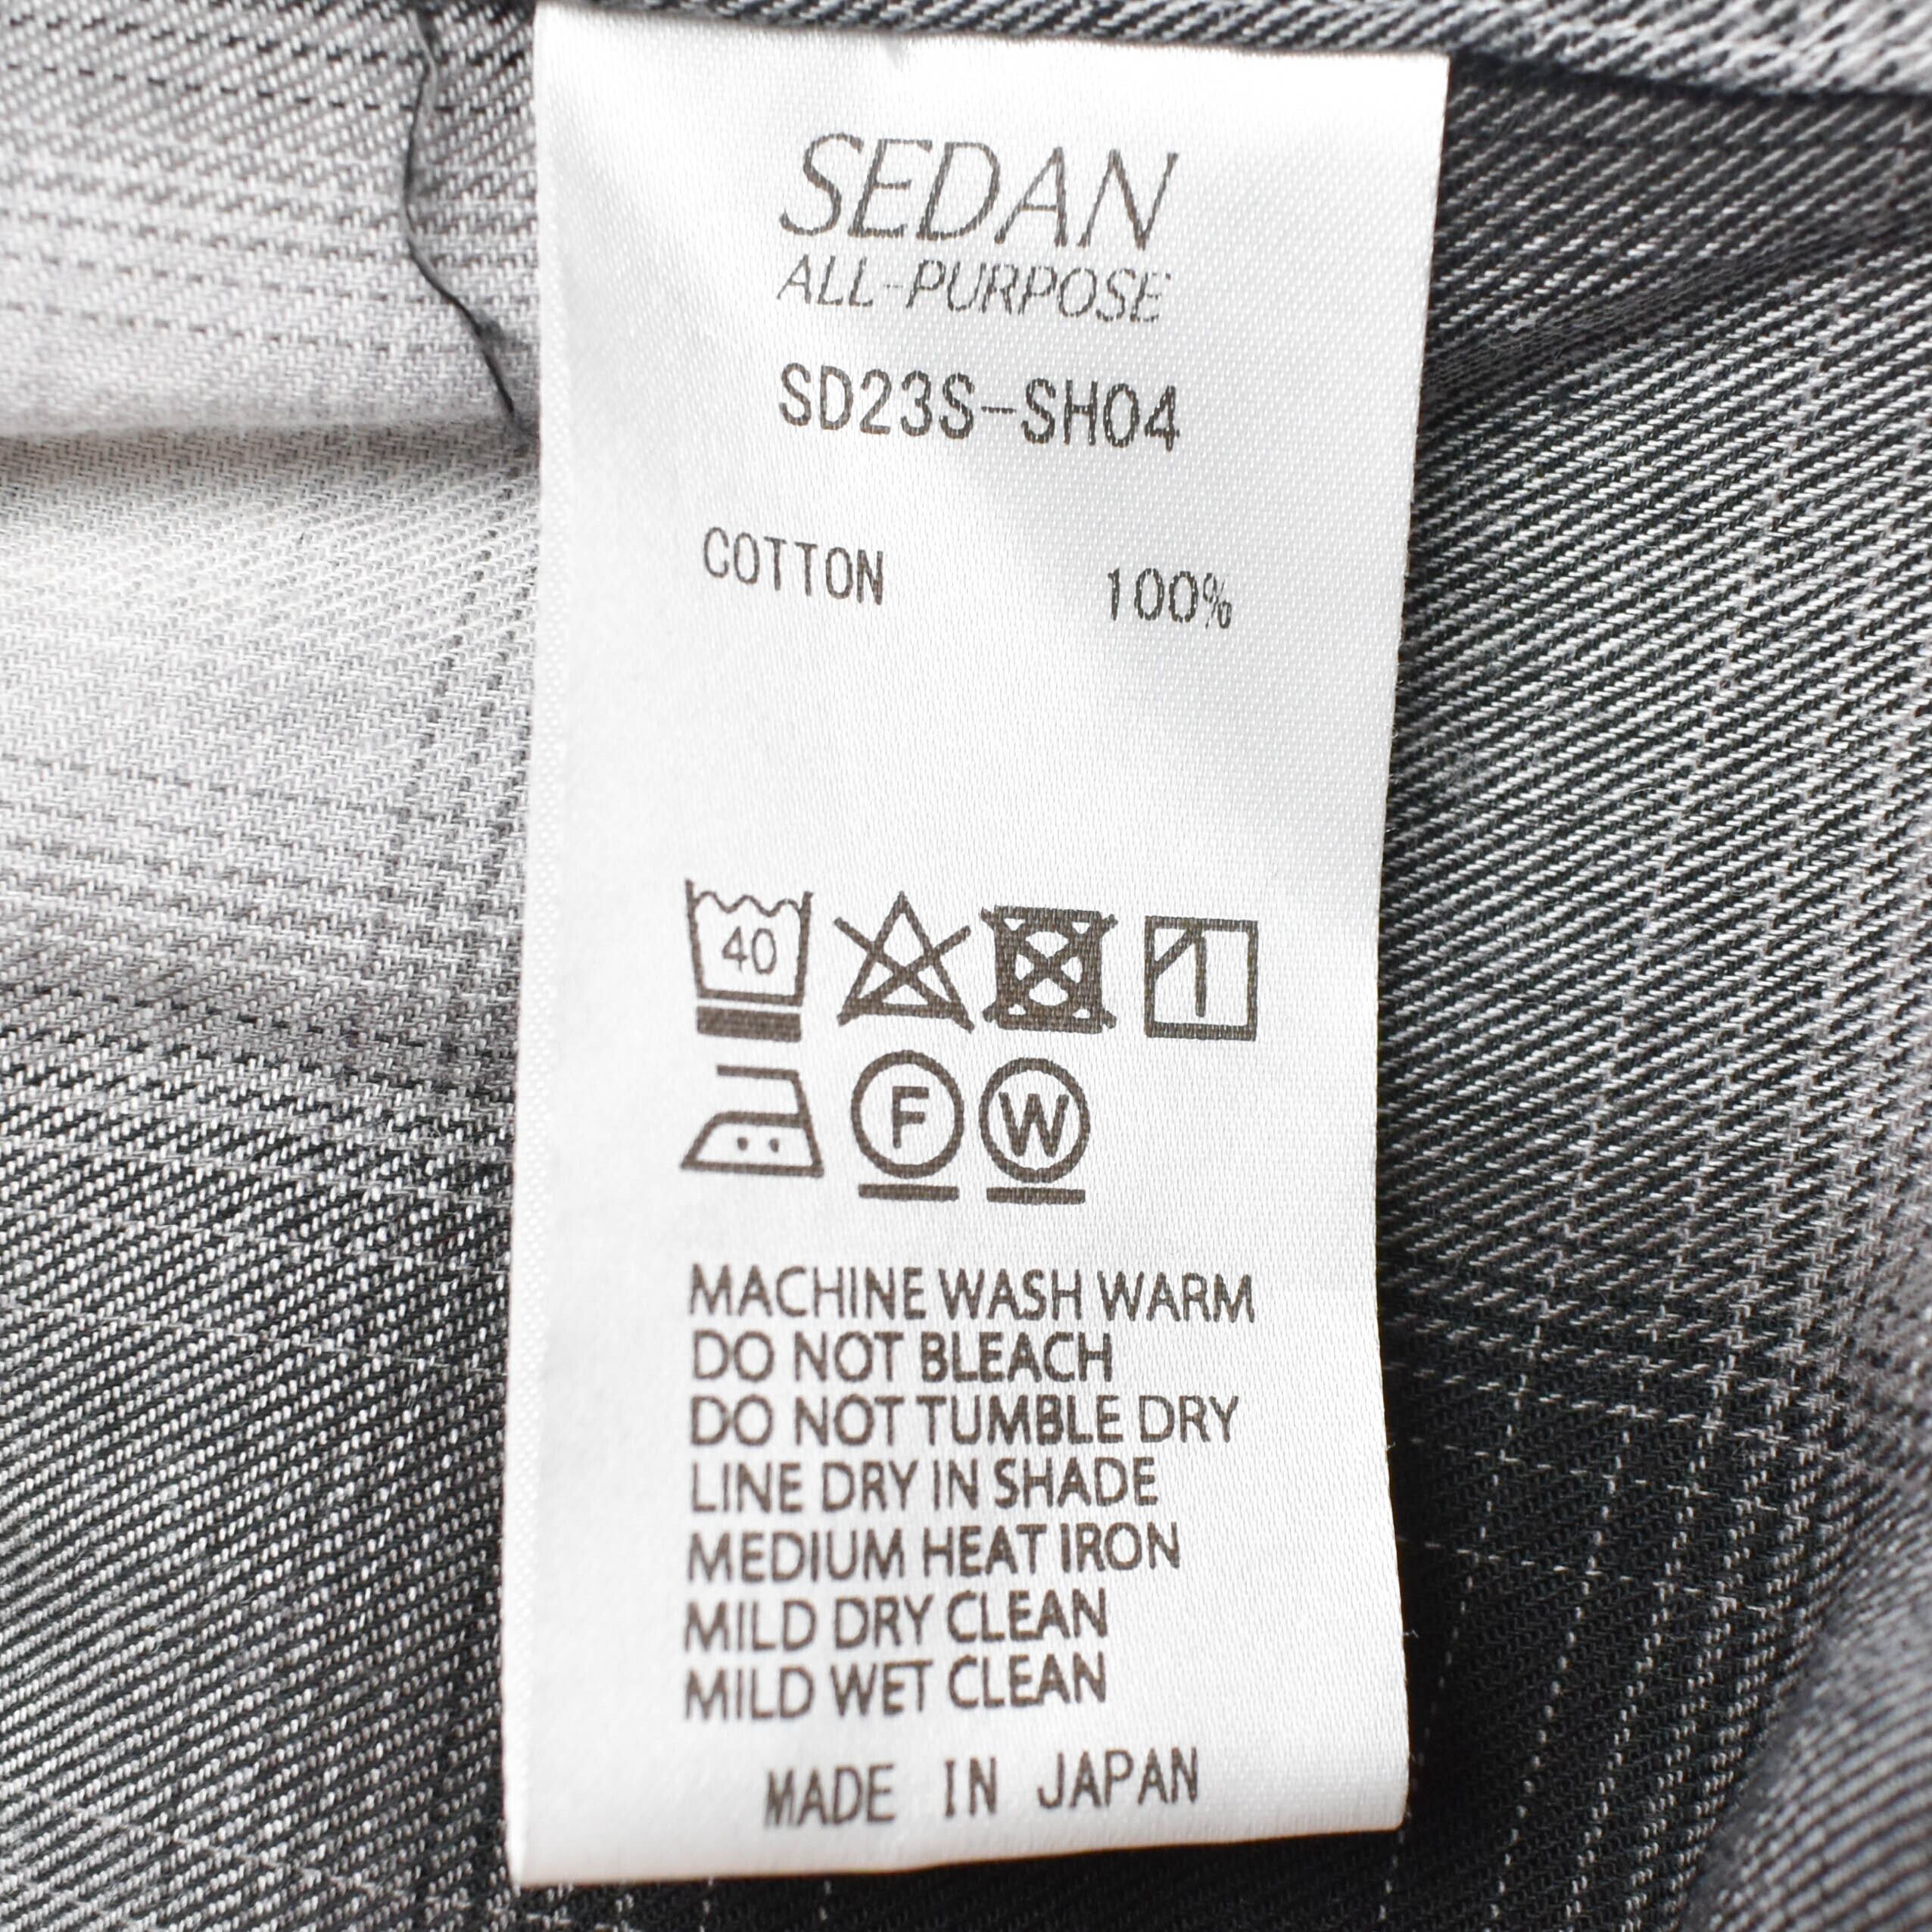 SEDAN
ALL-PURPOSE
SD23S-SH04
COTTON 100%
40
F W
MACHINE WASH WARM
DO NOT BLEACH
DO NOT TUMBLE DRY
LINE DRY IN SHADE
MEDIUM HEAT IRON
MILD DRY CLEAN
MILD WET CLEAN
MADE IN JAPAN